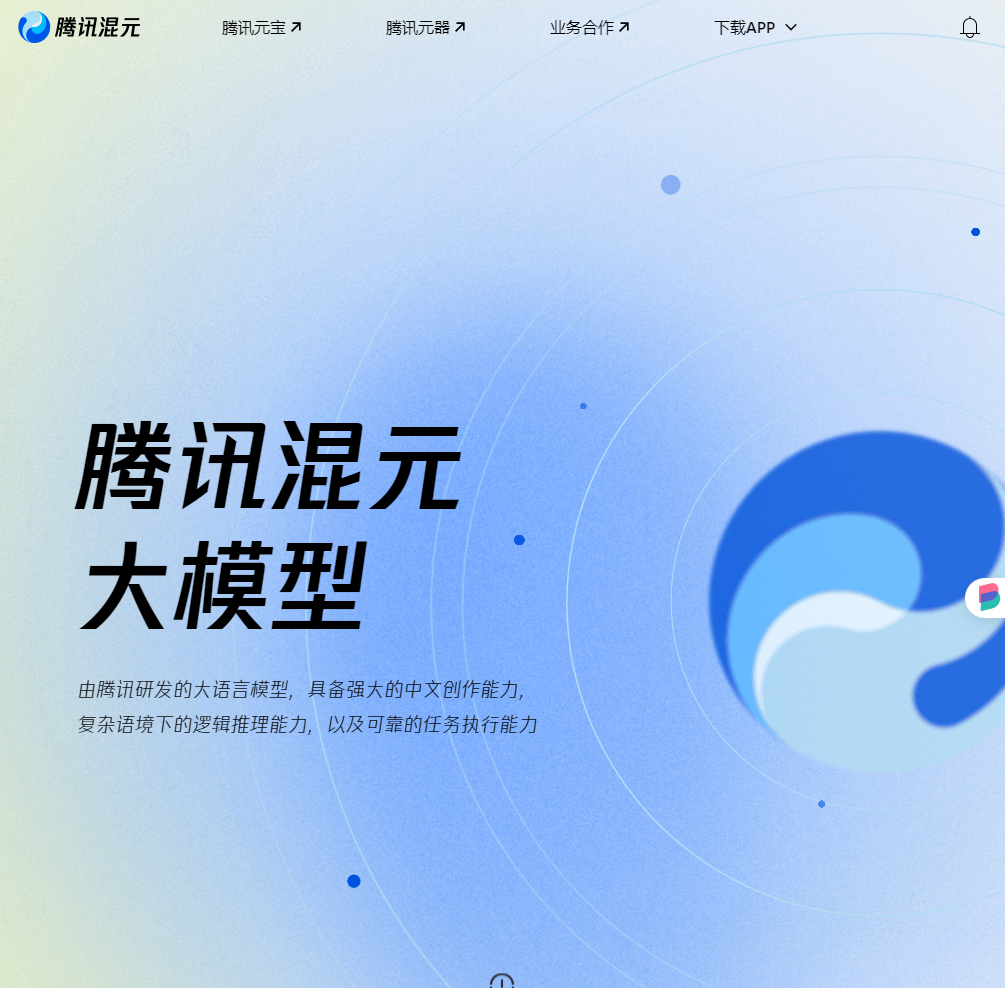 腾讯混元
腾讯元宝
腾讯元器
业务合作
下载APP
腾讯混元
大模型
由腾讯研发的大语言模型，具备强大的中文创作能力，
复杂语境下的逻辑推理能力，以及可靠的任务执行能力